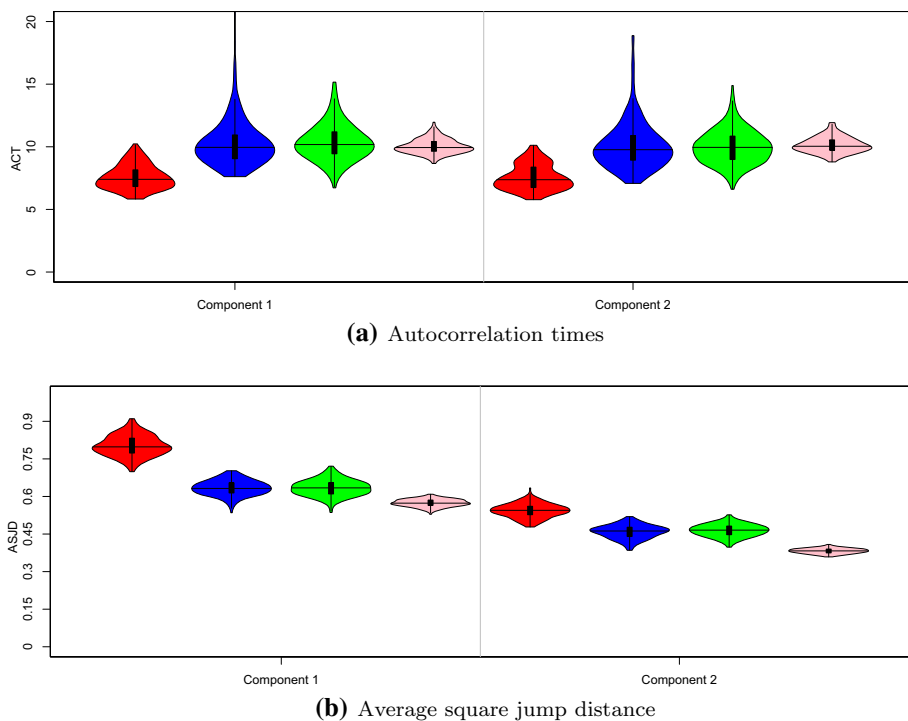 20
15
10
5
0
ACT
Component 1
Component 2
(a) Autocorrelation times
0.9
0.75
0.6
0.45
0.3
0.15
0
ASJD
Component 1
Component 2
(b) Average square jump distance